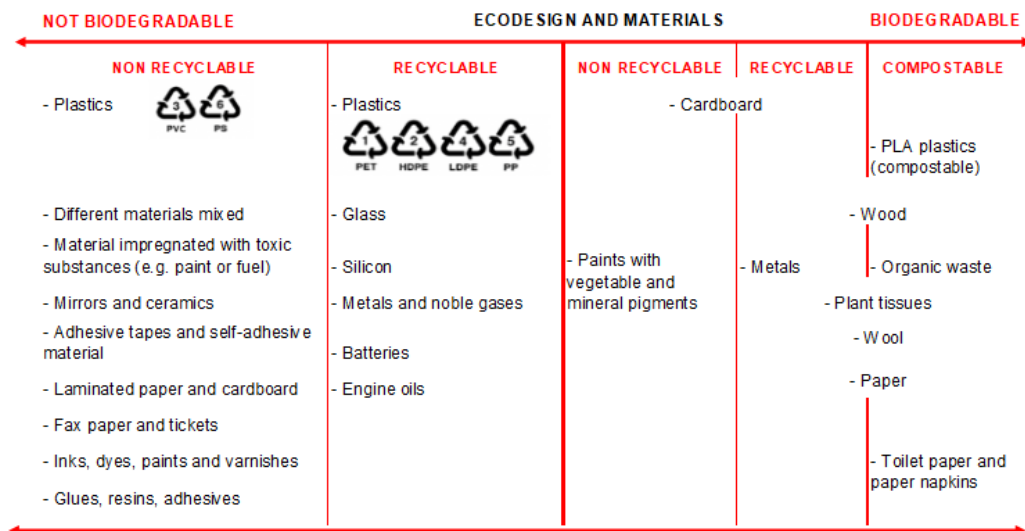 NOT BIODEGRADABLE
ECODESIGN AND MATERIALS
BIODEGRADABLE
NON RECYCLABLE
RECYCLABLE
NON RECYCLABLE
RECYCLABLE
COMPOSTABLE
- Plastics
3
PVC
6
PS
- Plastics
1
PET
2
HDPE
4
LDPE
5
PP
- Cardboard
- PLA plastics
(compostable)
- Different materials mixed
- Glass
- Wood
- Material impregnated with toxic
substances (e.g. paint or fuel)
- Silicon
- Paints with
vegetable and
mineral pigments
- Metals
- Organic waste
- Mirrors and ceramics
- Metals and noble gases
- Plant tissues
- Adhesive tapes and self-adhesive
material
- Batteries
- Wool
- Laminated paper and cardboard
- Engine oils
- Paper
- Fax paper and tickets
- Inks, dyes, paints and varnishes
- Toilet paper and
paper napkins
- Glues, resins, adhesives